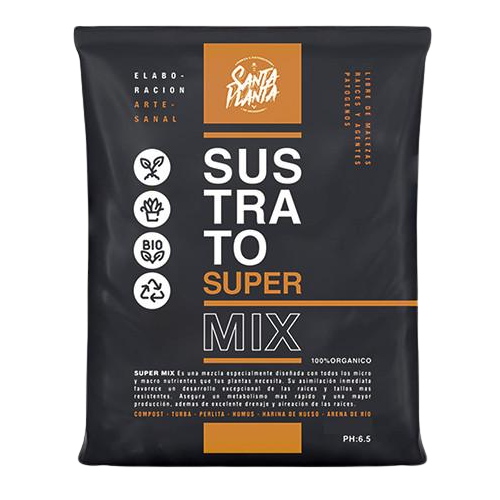 SANTA
PLANTA
ELABO-
RACION
ARTE-
SANAL
LIBRE DE MALEZAS
RAICES Y AGENTES
PATOGENOS
BIO
SUS
TRA
TO
SUPER
MIX
100%ORGANICO
SUPER MIX Es una mezcla especialmente diseñada con todos los micro
y macro nutrientes que tus plantas necesita. Su asimilación inmediata
favorece un desarrollo excepcional de las raíces y tallos mas
resistentes. Asegura un metabolismo mas rápido y una mayor
producción, ademas de excelente drenaje y aireación de las raíces.
COMPOST - TURBA - PERLITA - HUMUS - HARINA DE HUESO - ARENA DE RIO
PH:6.5